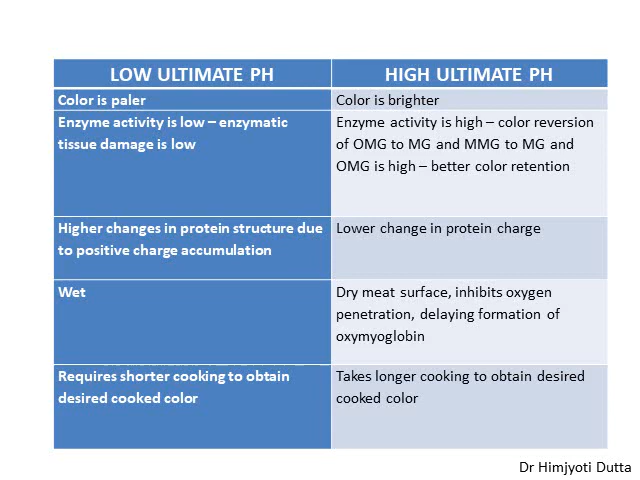 LOW ULTIMATE PH
HIGH ULTIMATE PH
Color is paler
Color is brighter
Enzyme activity is low – enzymatic
tissue damage is low
Enzyme activity is high – color reversion
of OMG to MG and MMG to MG and
OMG is high – better color retention
Higher changes in protein structure due
to positive charge accumulation
Lower change in protein charge
Wet
Dry meat surface, inhibits oxygen
penetration, delaying formation of
oxymyoglobin
Requires shorter cooking to obtain
desired cooked color
Takes longer cooking to obtain desired
cooked color
Dr Himjyoti Dutta